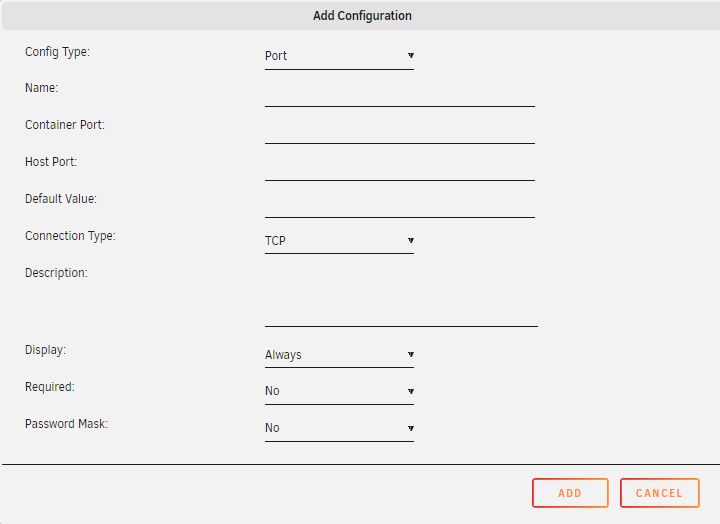 Add Configuration
Config Type: Port
Name:
Container Port:
Host Port:
Default Value:
Connection Type: TCP
Description:
Display: Always
Required: No
Password Mask: No
ADD CANCEL